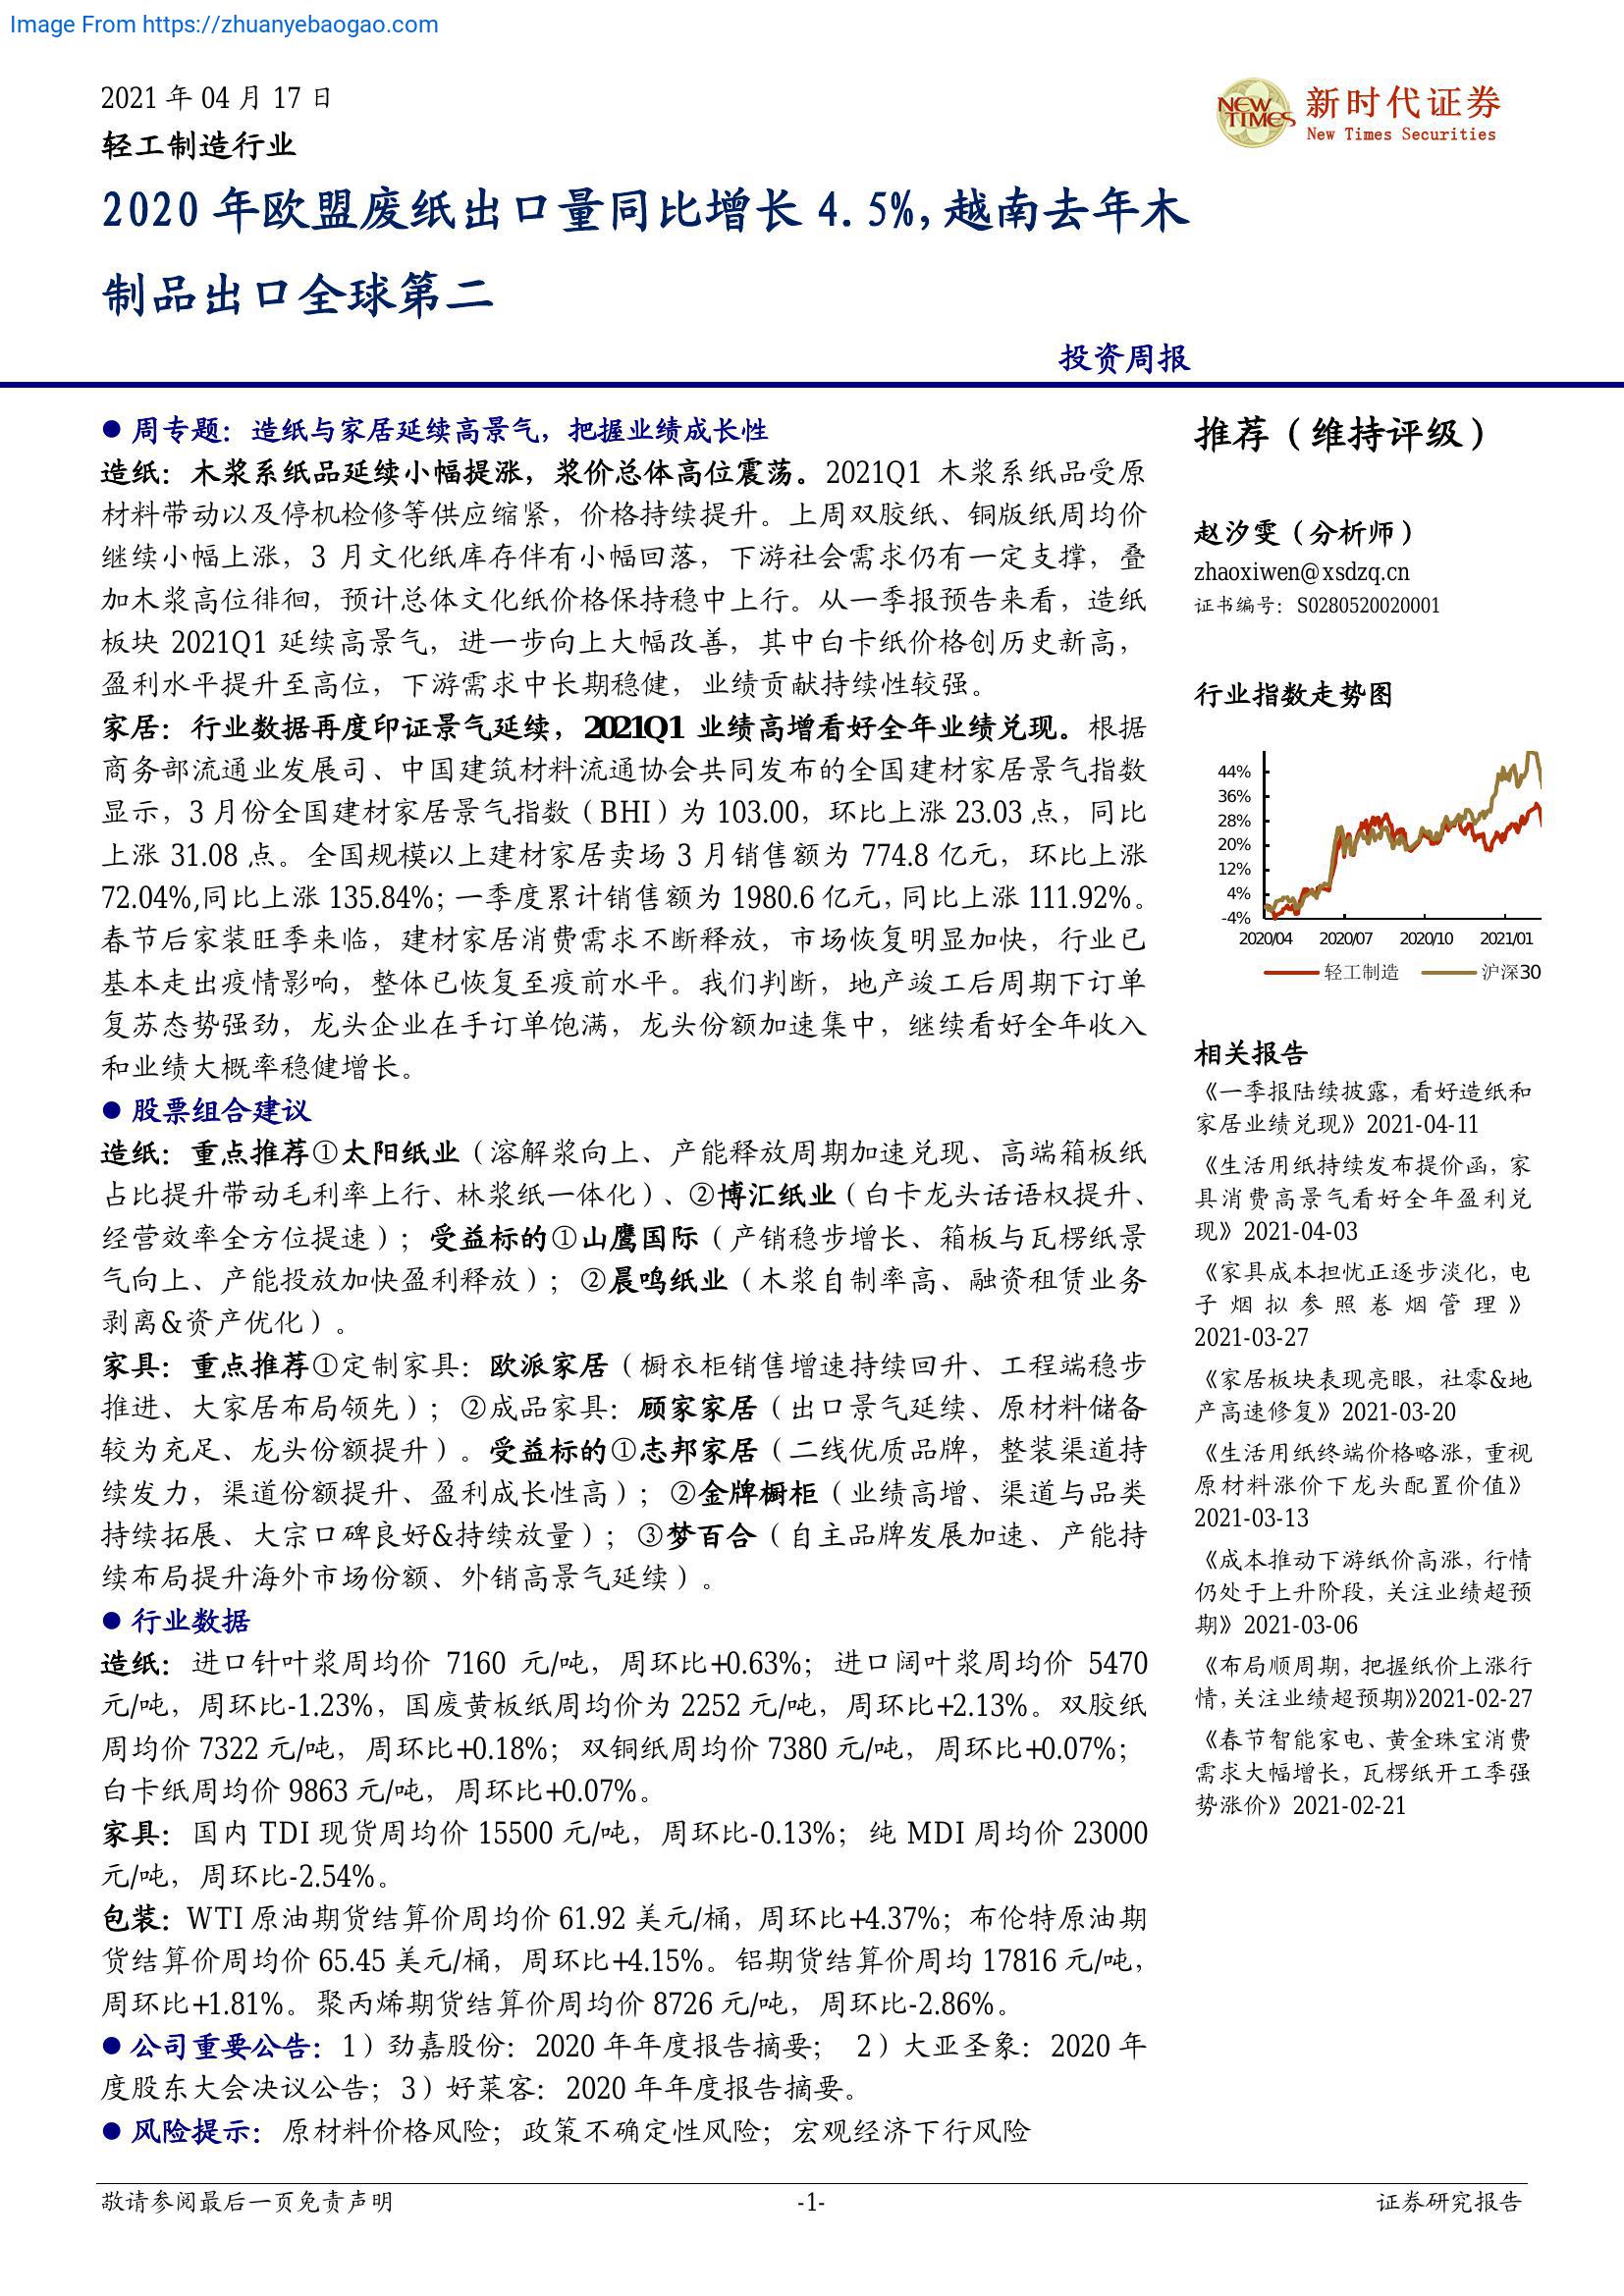 Image From https://zhuanyebaogao.com
2021 年 04 月 17 日
轻工制造行业
NEW TIMES
新时代证券
New Times Securities
2020 年欧盟废纸出口量同比增长 4.5%,越南去年木
制品出口全球第二
投资周报
● 周专题：造纸与家居延续高景气，把握业绩成长性
造纸：木浆系纸品延续小幅提涨，浆价总体高位震荡。2021Q1 木浆系纸品受原
材料带动以及停机检修等供应缩紧，价格持续提升。上周双胶纸、铜版纸周均价
继续小幅上涨，3 月文化纸库存伴有小幅回落，下游社会需求仍有一定支撑，叠
加木浆高位徘徊，预计总体文化纸价格保持稳中上行。从一季报预告来看，造纸
板块 2021Q1 延续高景气，进一步向上大幅改善，其中白卡纸价格创历史新高，
盈利水平提升至高位，下游需求中长期稳健，业绩贡献持续性较强。
家居：行业数据再度印证景气延续，2021Q1 业绩高增看好全年业绩兑现。根据
商务部流通业发展司、中国建筑材料流通协会共同发布的全国建材家居景气指数
显示，3 月份全国建材家居景气指数（BHI）为 103.00，环比上涨 23.03 点，同比
上涨 31.08 点。全国规模以上建材家居卖场 3 月销售额为 774.8 亿元，环比上涨
72.04%,同比上涨 135.84%；一季度累计销售额为 1980.6 亿元，同比上涨 111.92%。
春节后家装旺季来临，建材家居消费需求不断释放，市场恢复明显加快，行业已
基本走出疫情影响，整体已恢复至疫前水平。我们判断，地产竣工后周期下订单
复苏态势强劲，龙头企业在手订单饱满，龙头份额加速集中，继续看好全年收入
和业绩大概率稳健增长。
● 股票组合建议
造纸：重点推荐①太阳纸业（溶解浆向上、产能释放周期加速兑现、高端箱板纸
占比提升带动毛利率上行、林浆纸一体化）、②博汇纸业（白卡龙头话语权提升、
经营效率全方位提速）；受益标的①山鹰国际（产销稳步增长、箱板与瓦楞纸景
气向上、产能投放加快盈利释放）；②晨鸣纸业（木浆自制率高、融资租赁业务
剥离&资产优化）。
家具：重点推荐①定制家具：欧派家居（橱衣柜销售增速持续回升、工程端稳步
推进、大家居布局领先）；②成品家具：顾家家居（出口景气延续、原材料储备
较为充足、龙头份额提升）。受益标的①志邦家居（二线优质品牌，整装渠道持
续发力，渠道份额提升、盈利成长性高）；②金牌橱柜（业绩高增、渠道与品类
持续拓展、大宗口碑良好&持续放量）；③梦百合（自主品牌发展加速、产能持
续布局提升海外市场份额、外销高景气延续）。
● 行业数据
造纸：进口针叶浆周均价 7160 元/吨，周环比+0.63%；进口阔叶浆周均价 5470
元/吨，周环比-1.23%，国废黄板纸周均价为 2252 元/吨，周环比+2.13%。双胶纸
周均价 7322 元/吨，周环比+0.18%；双铜纸周均价 7380 元/吨，周环比+0.07%；
白卡纸周均价 9863 元/吨，周环比+0.07%。
家具：国内 TDI 现货周均价 15500 元/吨，周环比-0.13%；纯 MDI 周均价 23000
元/吨，周环比-2.54%。
包装：WTI 原油期货结算价周均价 61.92 美元/桶，周环比+4.37%；布伦特原油期
货结算价周均价 65.45 美元/桶，周环比+4.15%。铝期货结算价周均 17816 元/吨，
周环比+1.81%。聚丙烯期货结算价周均价 8726 元/吨，周环比-2.86%。
● 公司重要公告：1）劲嘉股份：2020 年年度报告摘要； 2）大亚圣象：2020 年
度股东大会决议公告；3）好莱客：2020 年年度报告摘要。
● 风险提示：原材料价格风险；政策不确定性风险；宏观经济下行风险
推荐（维持评级）
赵汐雯（分析师）
zhaoxiwen@xsdzq.cn
证书编号：S0280520020001
行业指数走势图
44%
36%
28%
20%
12%
4%
-4%
2020/04 2020/07 2020/10 2021/01
轻工制造 沪深30
相关报告
《一季报陆续披露，看好造纸和
家居业绩兑现》2021-04-11
《生活用纸持续发布提价函，家
具消费高景气看好全年盈利兑
现》2021-04-03
《家具成本担忧正逐步淡化，电
子烟拟参照卷烟管理》
2021-03-27
《家居板块表现亮眼，社零&地
产高速修复》2021-03-20
《生活用纸终端价格略涨，重视
原材料涨价下龙头配置价值》
2021-03-13
《成本推动下游纸价高涨，行情
仍处于上升阶段，关注业绩超预
期》2021-03-06
《布局顺周期，把握纸价上涨行
情，关注业绩超预期》2021-02-27
《春节智能家电、黄金珠宝消费
需求大幅增长，瓦楞纸开工季强
势涨价》2021-02-21
敬请参阅最后一页免责声明
-1-
证券研究报告